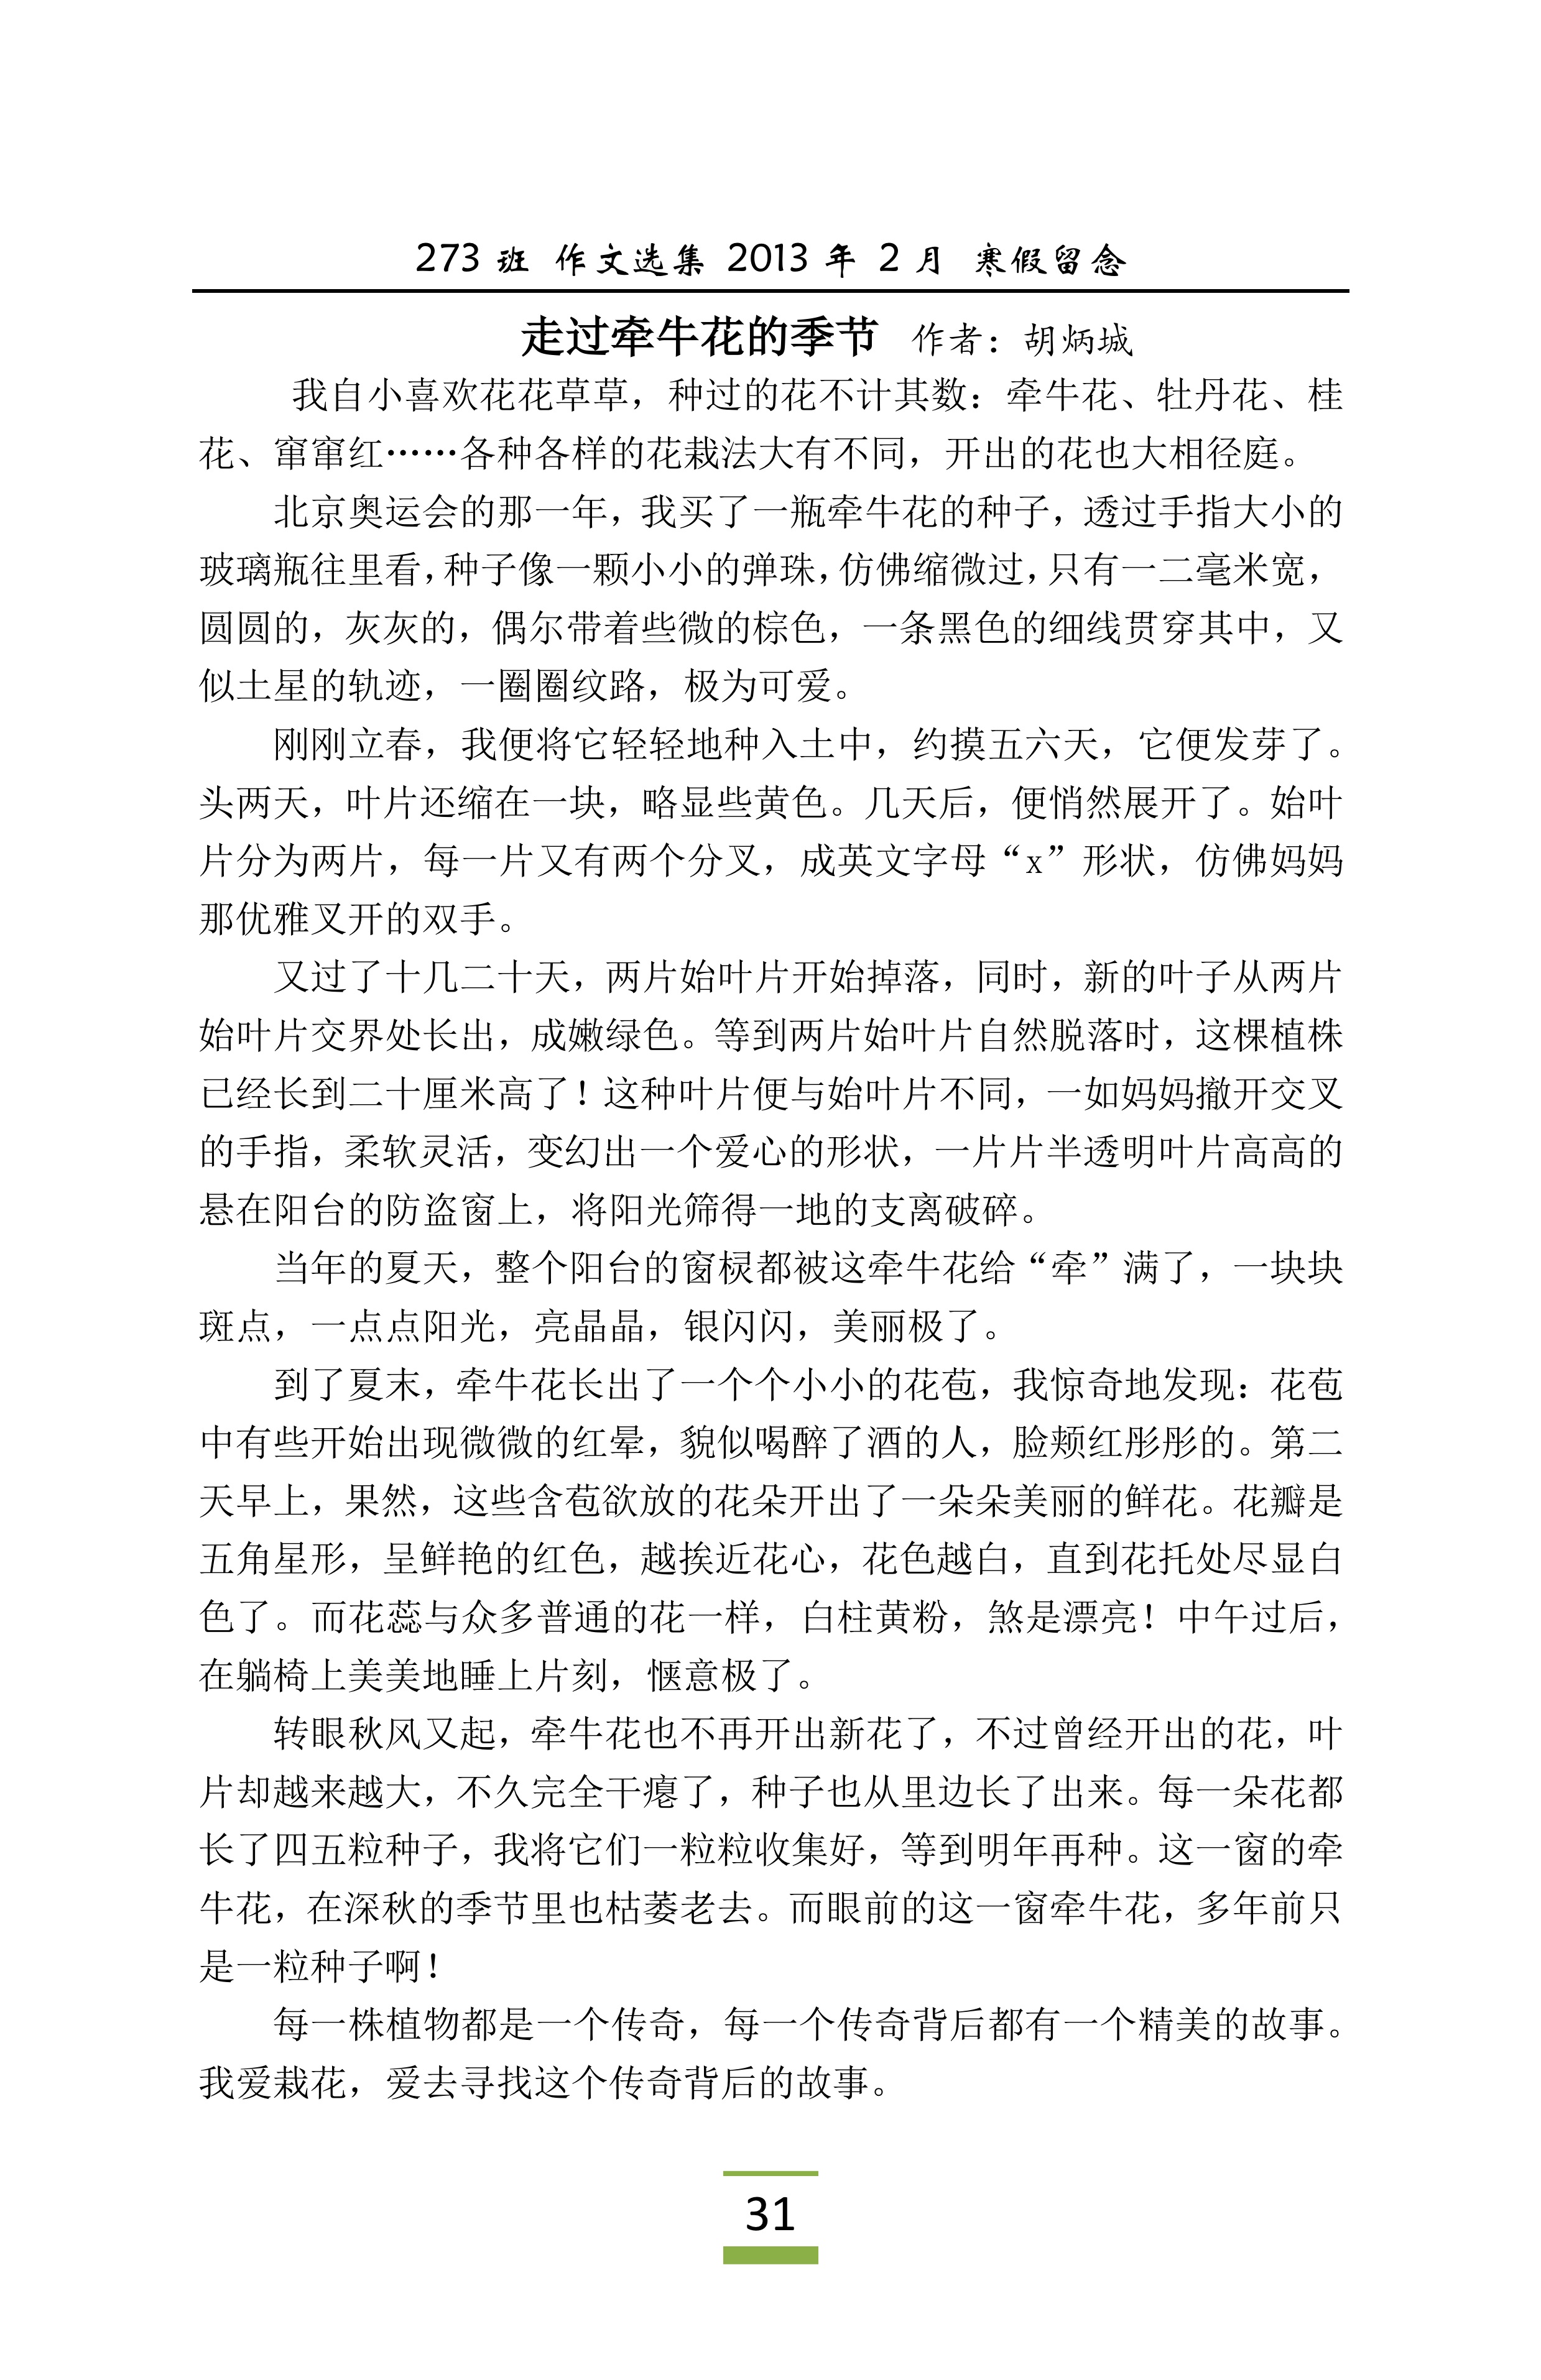 273 班 作文选集 2013 年 2 月 寒假留念
走过牵牛花的季节 作者：胡炳城
我自小喜欢花花草草，种过的花不计其数：牵牛花、牡丹花、桂
花、窜窜红……各种各样的花栽法大有不同，开出的花也大相径庭。
北京奥运会的那一年，我买了一瓶牵牛花的种子，透过手指大小的
玻璃瓶往里看，种子像一颗小小的弹珠，仿佛缩微过，只有一二毫米宽，
圆圆的，灰灰的，偶尔带着些微的棕色，一条黑色的细线贯穿其中，又
似土星的轨迹，一圈圈纹路，极为可爱。
刚刚立春，我便将它轻轻地种入土中，约摸五六天，它便发芽了。
头两天，叶片还缩在一块，略显些黄色。几天后，便悄然展开了。始叶
片分为两片，每一片又有两个分叉，成英文字母“x”形状，仿佛妈妈
那优雅叉开的双手。
又过了十几二十天，两片始叶片开始掉落，同时，新的叶子从两片
始叶片交界处长出，成嫩绿色。等到两片始叶片自然脱落时，这棵植株
已经长到二十厘米高了！这种叶片便与始叶片不同，一如妈妈撤开交叉
的手指，柔软灵活，变幻出一个爱心的形状，一片片半透明叶片高高的
悬在阳台的防盗窗上，将阳光筛得一地的支离破碎。
当年的夏天，整个阳台的窗棂都被这牵牛花给“牵”满了，一块块
斑点，一点点阳光，亮晶晶，银闪闪，美丽极了。
到了夏末，牵牛花长出了一个个小小的花苞，我惊奇地发现：花苞
中有些开始出现微微的红晕，貌似喝醉了酒的人，脸颊红彤彤的。第二
天早上，果然，这些含苞欲放的花朵开出了一朵朵美丽的鲜花。花瓣是
五角星形，呈鲜艳的红色，越挨近花心，花色越白，直到花托处尽显白
色了。而花蕊与众多普通的花一样，白柱黄粉，煞是漂亮！中午过后，
在躺椅上美美地睡上片刻，惬意极了。
转眼秋风又起，牵牛花也不再开出新花了，不过曾经开出的花，叶
片却越来越大，不久完全干瘪了，种子也从里边长了出来。每一朵花都
长了四五粒种子，我将它们一粒粒收集好，等到明年再种。这一窗的牵
牛花，在深秋的季节里也枯萎老去。而眼前的这一窗牵牛花，多年前只
是一粒种子啊！
每一株植物都是一个传奇，每一个传奇背后都有一个精美的故事。
我爱栽花，爱去寻找这个传奇背后的故事。
31